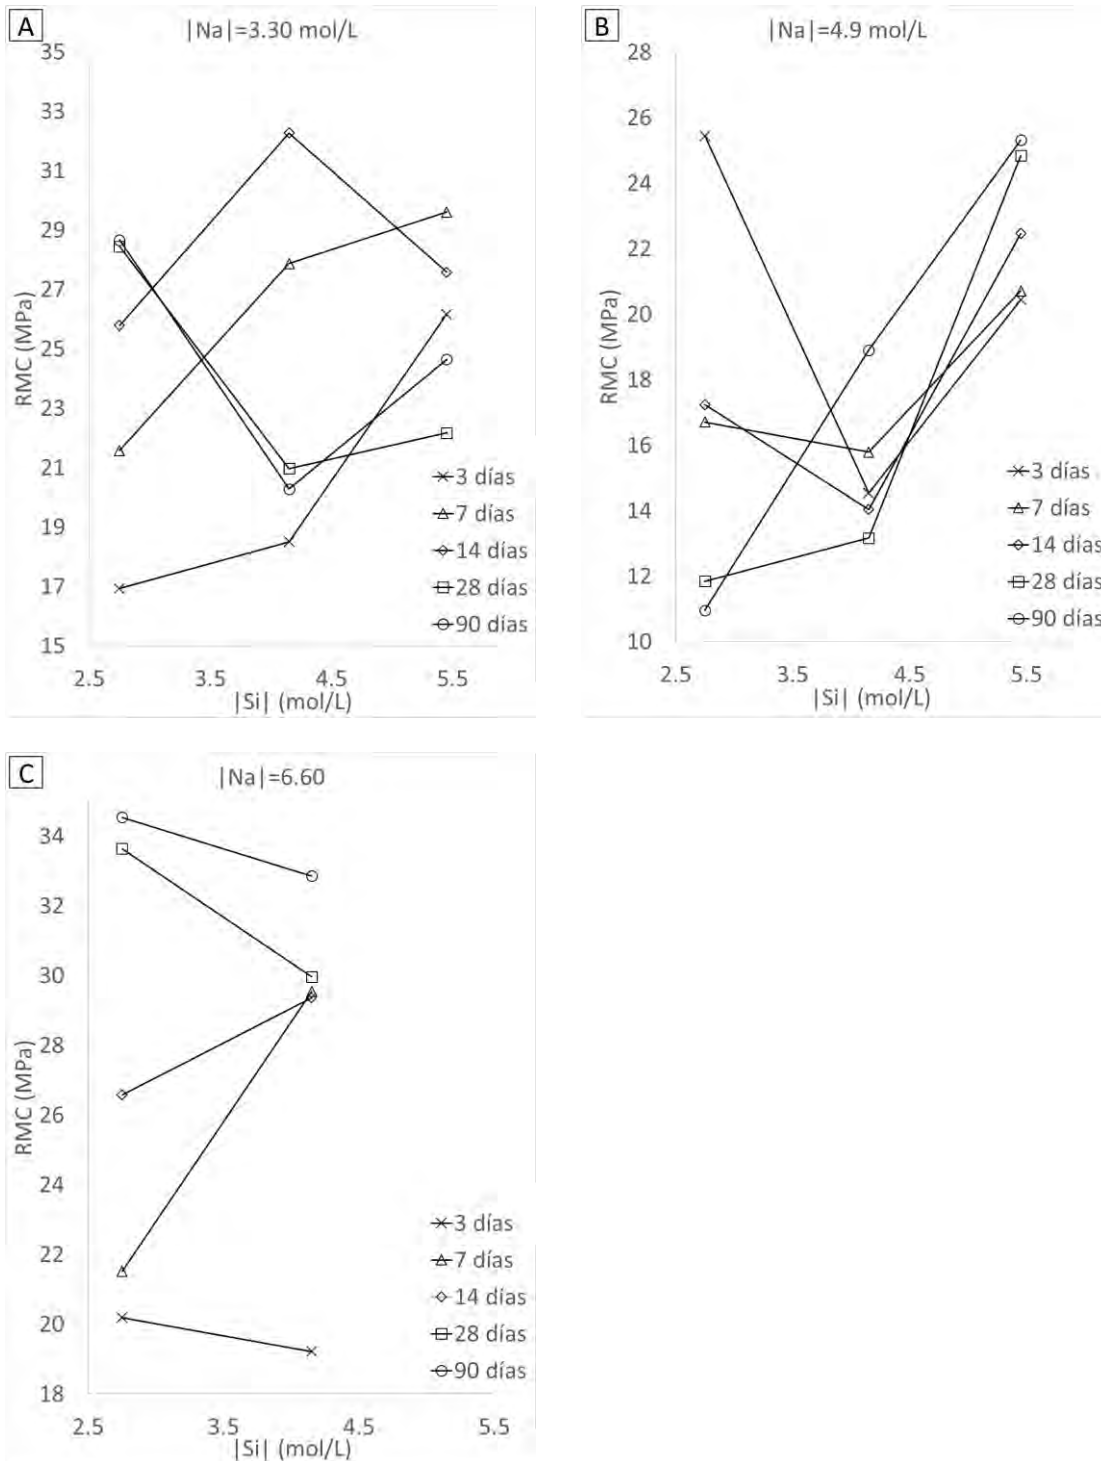 A
|Na|=3.30 mol/L
35
33
31
29
27
25
23
21
19
17
15
RMC (MPa)
3 días
7 días
14 días
28 días
90 días
2.5 3.5 4.5 5.5
|Si| (mol/L)
B
|Na|=4.9 mol/L
28
26
24
22
20
18
16
14
12
10
RMC (MPa)
3 días
7 días
14 días
28 días
90 días
2.5 3.5 4.5 5.5
|Si| (mol/L)
C
|Na|=6.60
34
32
30
28
26
24
22
20
18
RMC (MPa)
3 días
7 días
14 días
28 días
90 días
2.5 3.5 4.5 5.5
|Si| (mol/L)